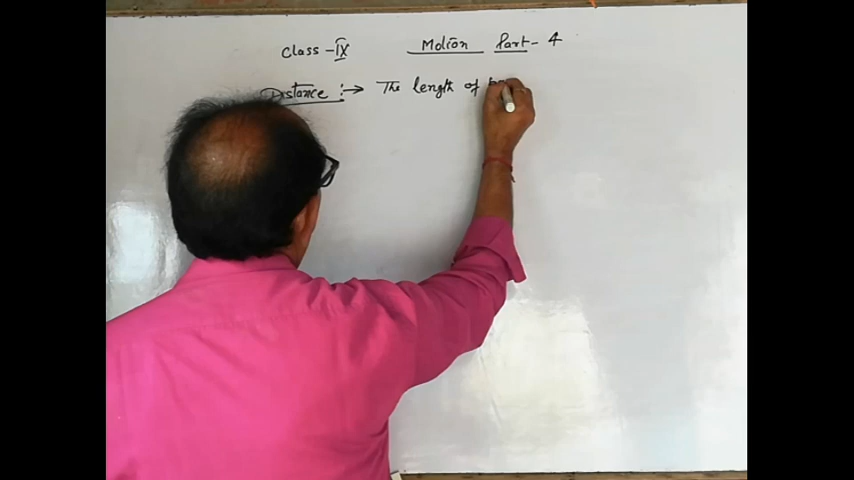 Class - IX Motion Part - 4
Distance :→ The length of